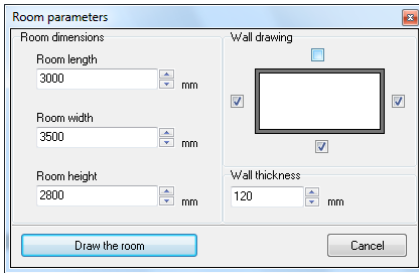 Room parameters
Room dimensions
Room length
3000
mm
Room width
3500
mm
Room height
2800
mm
Wall drawing
Wall thickness
120
mm
Draw the room
Cancel